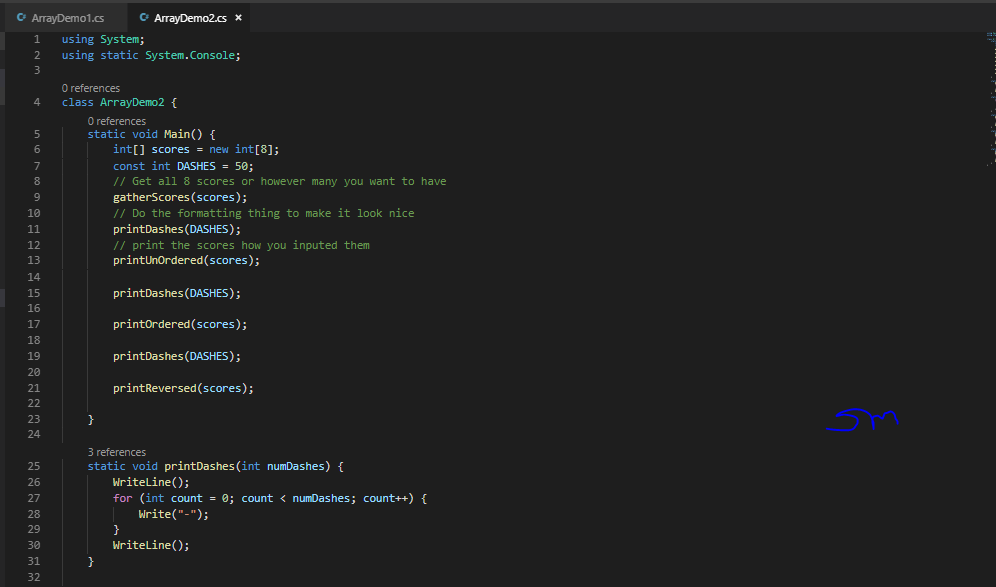 ArrayDemo1.cs ArrayDemo2.cs ×
1 using System;
2 using static System.Console;
3
0 references
4 class ArrayDemo2 {
0 references
5 static void Main() {
6 int[] scores = new int[8];
7 const int DASHES = 50;
8 // Get all 8 scores or however many you want to have
9 gatherScores(scores);
10 // Do the formatting thing to make it look nice
11 printDashes(DASHES);
12 // print the scores how you inputed them
13 printUnOrdered(scores);
14
15 printDashes(DASHES);
16
17 printOrdered(scores);
18
19 printDashes(DASHES);
20
21 printReversed(scores);
22
23 }
24
3 references
25 static void printDashes(int numDashes) {
26 WriteLine();
27 for (int count = 0; count < numDashes; count++) {
28 Write("-");
29 }
30 WriteLine();
31 }
32